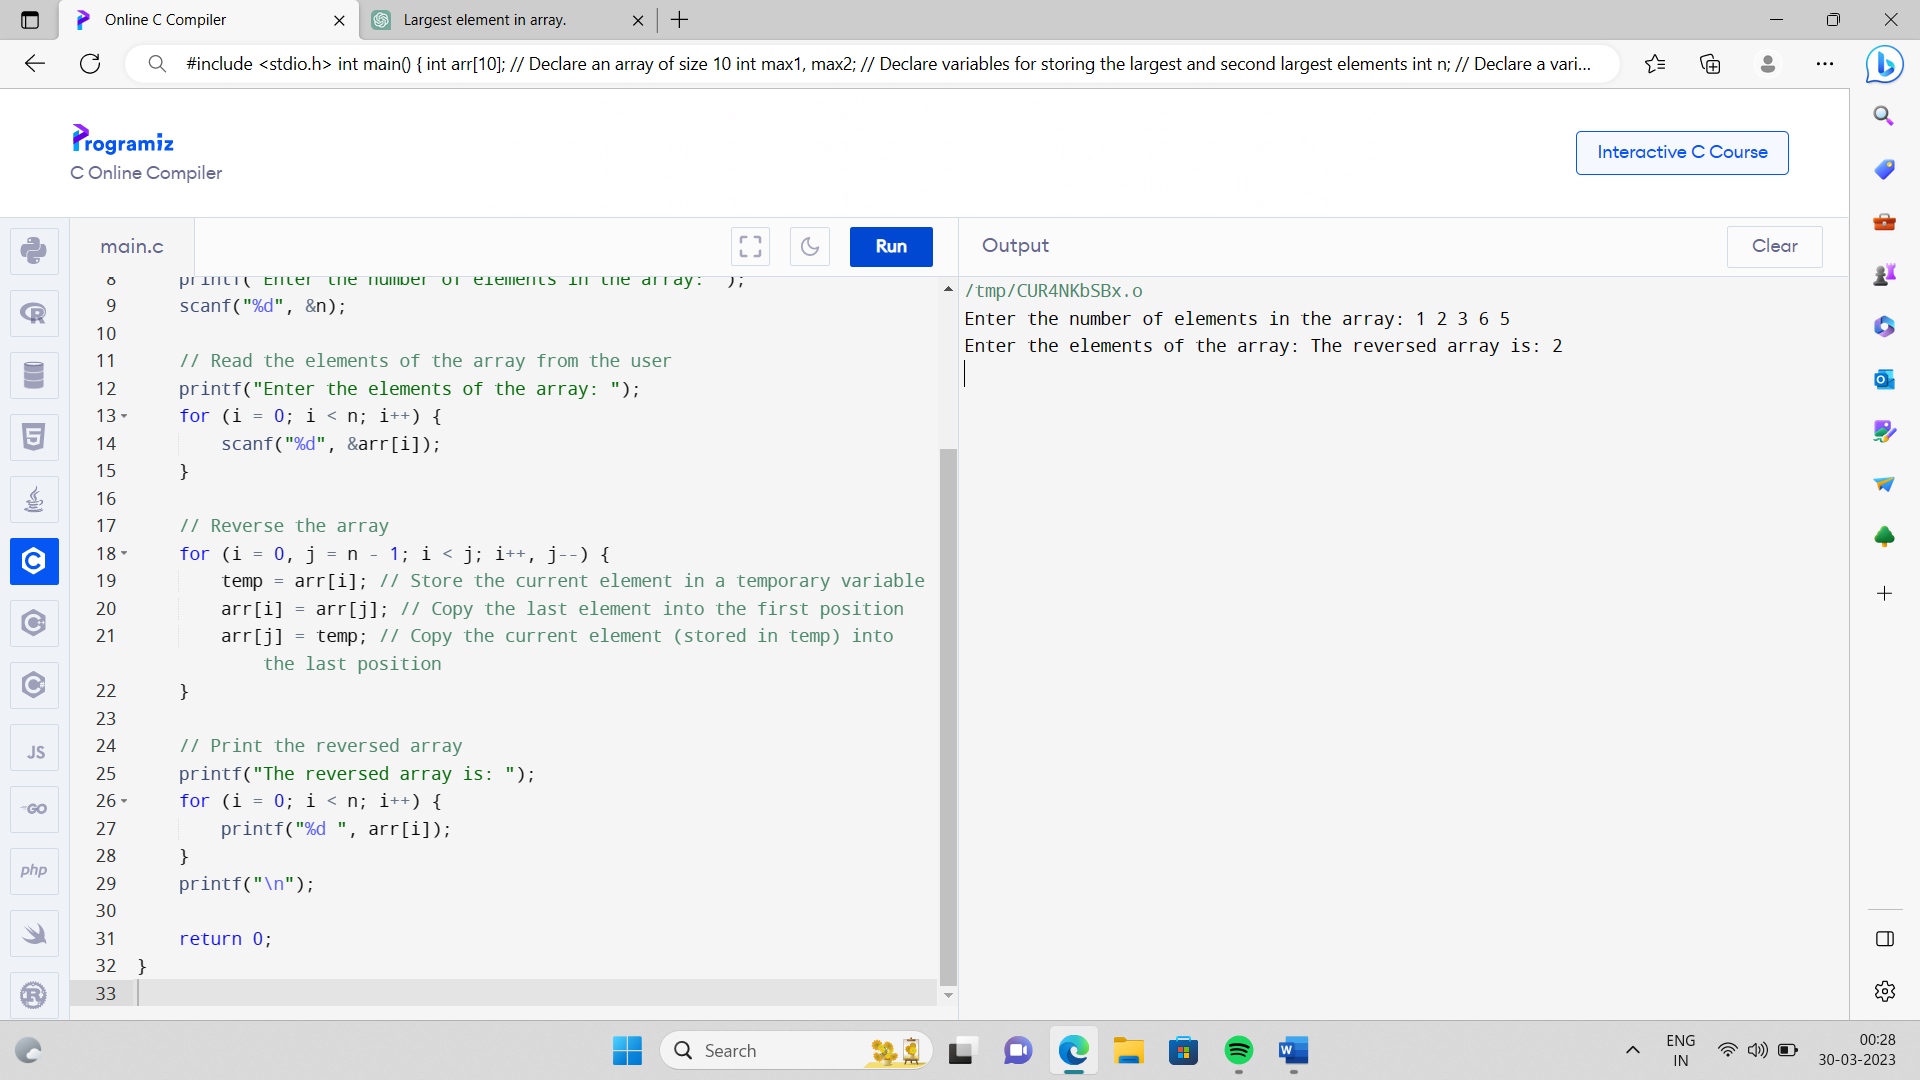 Online C Compiler
Largest element in array.
#include <stdio.h> int main() { int arr[10]; // Declare an array of size 10 int max1, max2; // Declare variables for storing the largest and second largest elements int n; // Declare a vari...
Programiz
C Online Compiler
Interactive C Course
main.c
Run
Output
Clear
8 printf("Enter the number of elements in the array: ");
9 scanf("%d", &n);
10
11 // Read the elements of the array from the user
12 printf("Enter the elements of the array: ");
13 for (i = 0; i < n; i++) {
14 scanf("%d", &arr[i]);
15 }
16
17 // Reverse the array
18 for (i = 0, j = n - 1; i < j; i++, j--) {
19 temp = arr[i]; // Store the current element in a temporary variable
20 arr[i] = arr[j]; // Copy the last element into the first position
21 arr[j] = temp; // Copy the current element (stored in temp) into
the last position
22 }
23
24 // Print the reversed array
25 printf("The reversed array is: ");
26 for (i = 0; i < n; i++) {
27 printf("%d ", arr[i]);
28 }
29 printf("\n");
30
31 return 0;
32 }
33
/tmp/CUR4NKbSBx.o
Enter the number of elements in the array: 1 2 3 6 5
Enter the elements of the array: The reversed array is: 2
JS
GO
php
Search
ENG
IN
00:28
30-03-2023